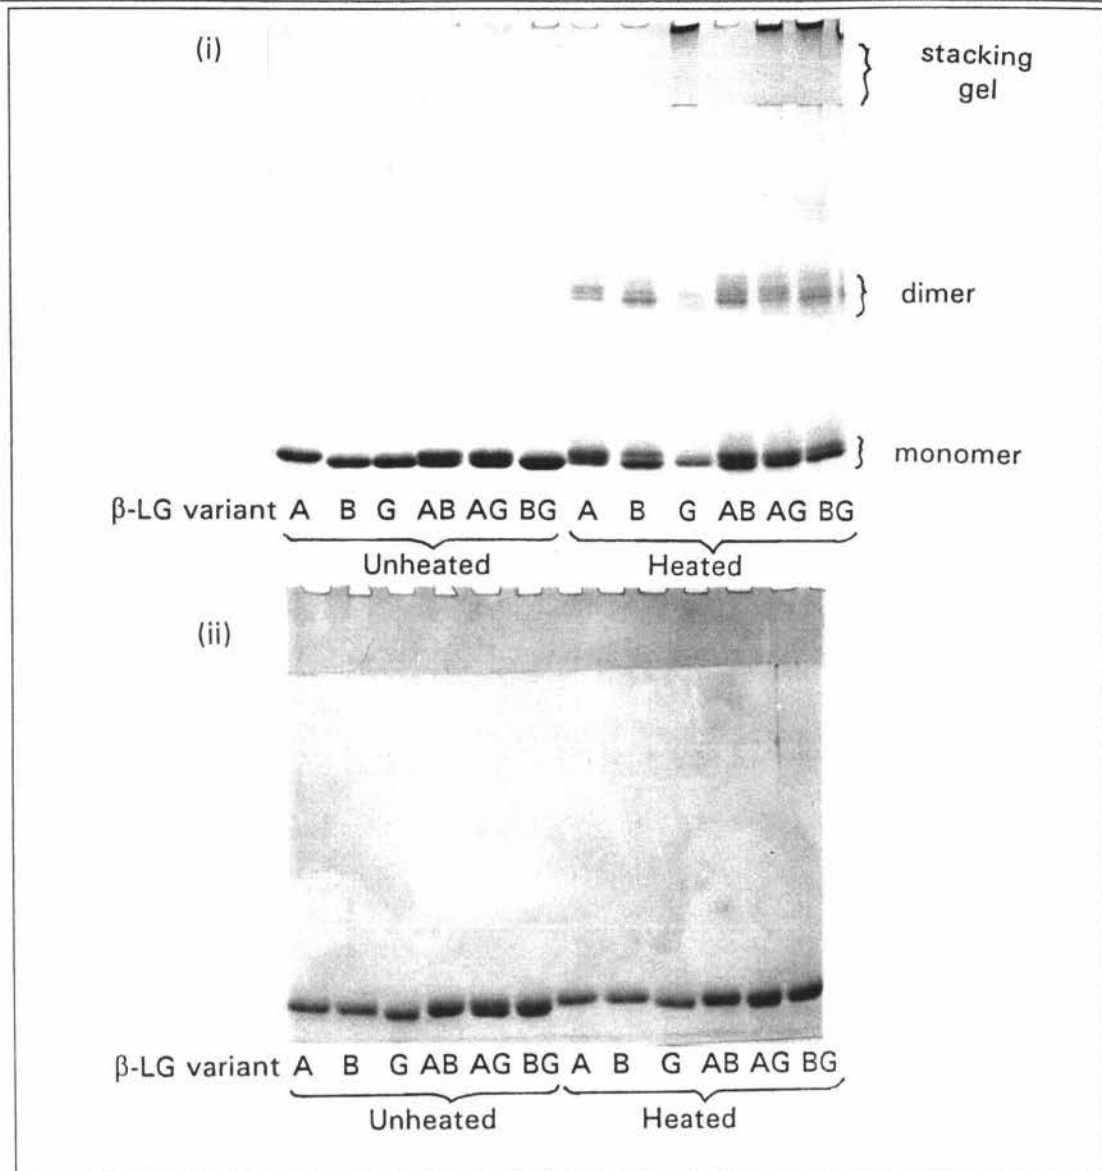 (i)
stacking
gel
dimer
monomer
β-LG variant A B G AB AG BG A B G AB AG BG
Unheated Heated
(ii)
β-LG variant A B G AB AG BG A B G AB AG BG
Unheated Heated